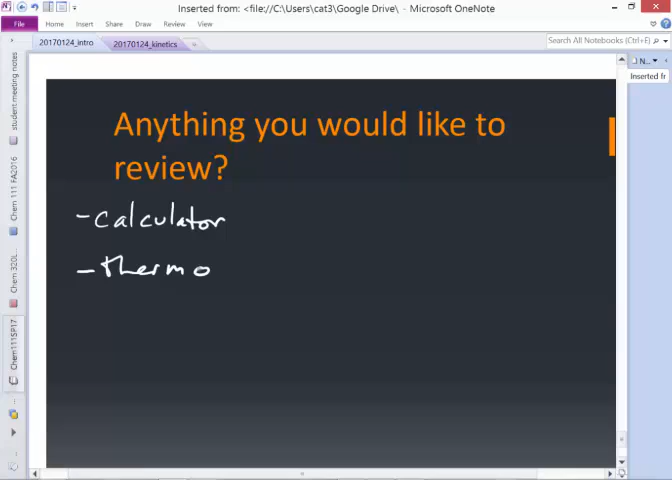 Inserted from: <file://C:\Users\cat3\Google Drive\ - Microsoft OneNote
File Home Insert Share Draw Review View
20170124_intro 20170124_kinetics
Search All Notebooks (Ctrl+E)
N...
Inserted fr
student meeting notes
Chem 111 FA2016
Chem 320L
Chem111SP17
Anything you would like to
review?
- calculator
- thermo